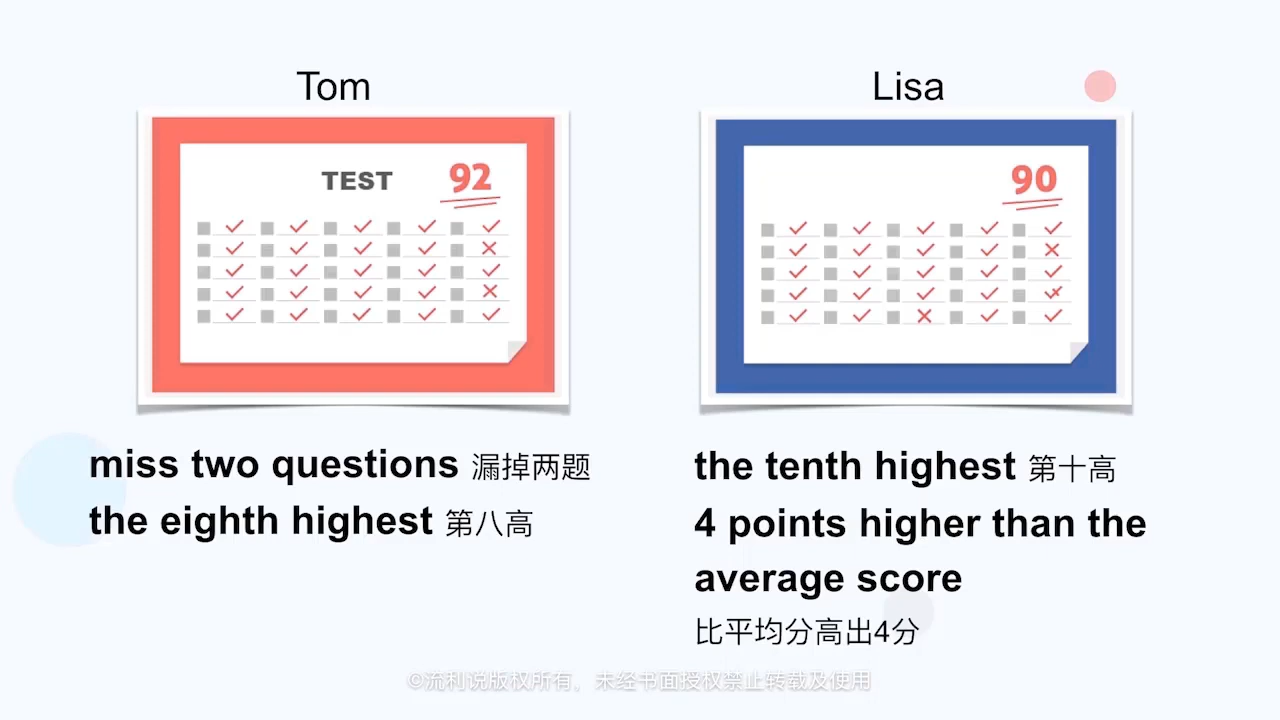 Tom
Lisa
TEST
92
90
miss two questions 漏掉两题
the eighth highest 第八高
the tenth highest 第十高
4 points higher than the
average score
比平均分高出4分
©流利说版权所有，未经书面授权禁止转载及使用